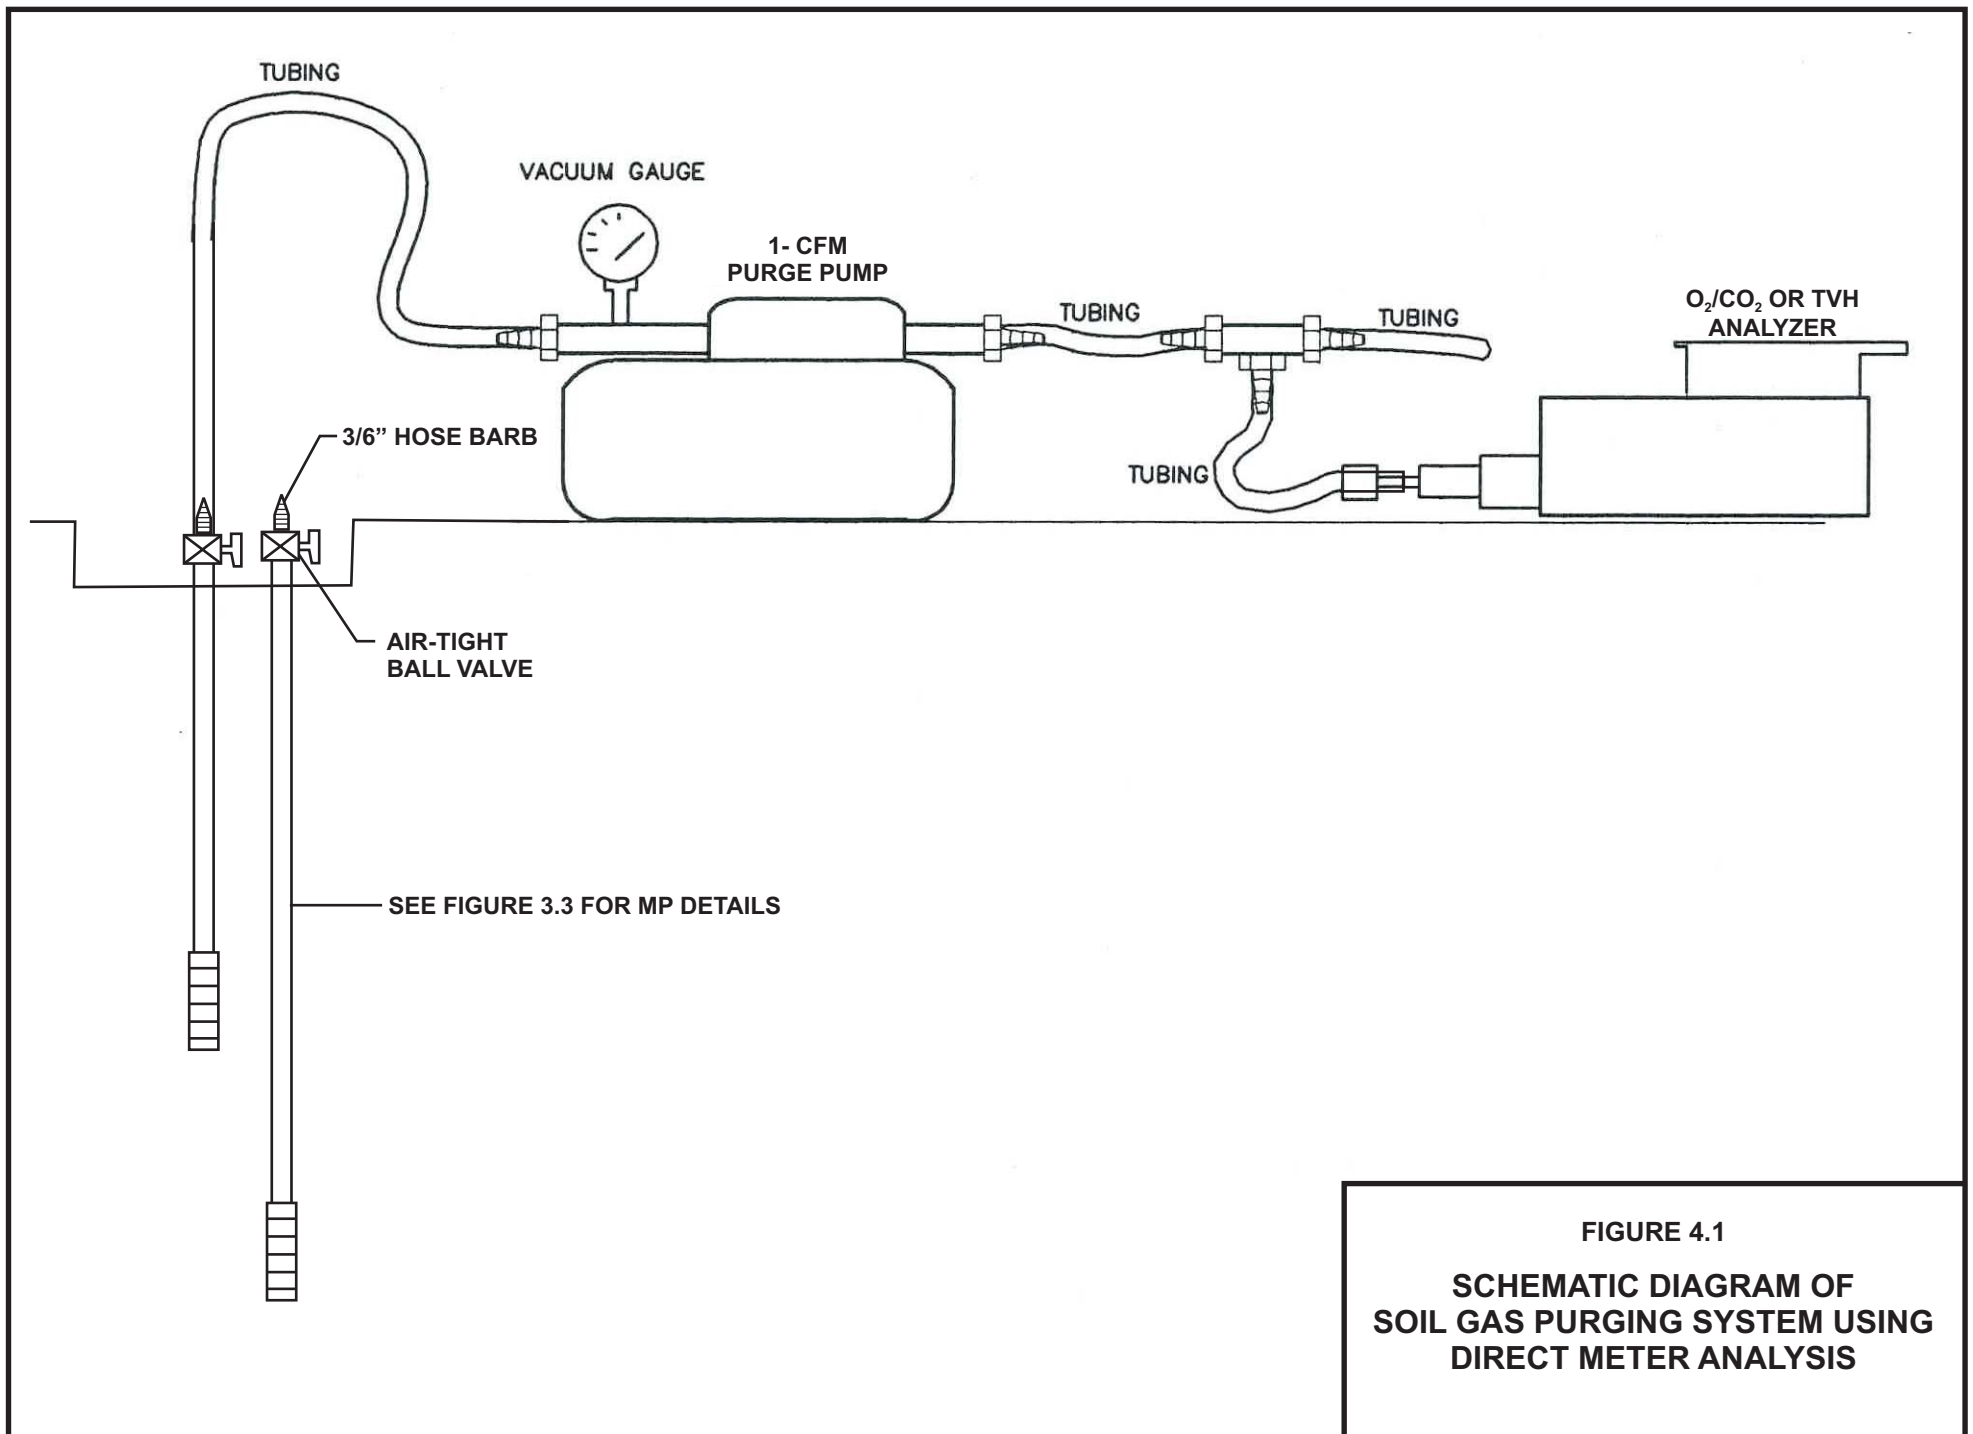 TUBING
VACUUM GAUGE
1- CFM
PURGE PUMP
TUBING
TUBING
O₂/CO₂ OR TVH
ANALYZER
3/6” HOSE BARB
TUBING
AIR-TIGHT
BALL VALVE
SEE FIGURE 3.3 FOR MP DETAILS
FIGURE 4.1
SCHEMATIC DIAGRAM OF
SOIL GAS PURGING SYSTEM USING
DIRECT METER ANALYSIS